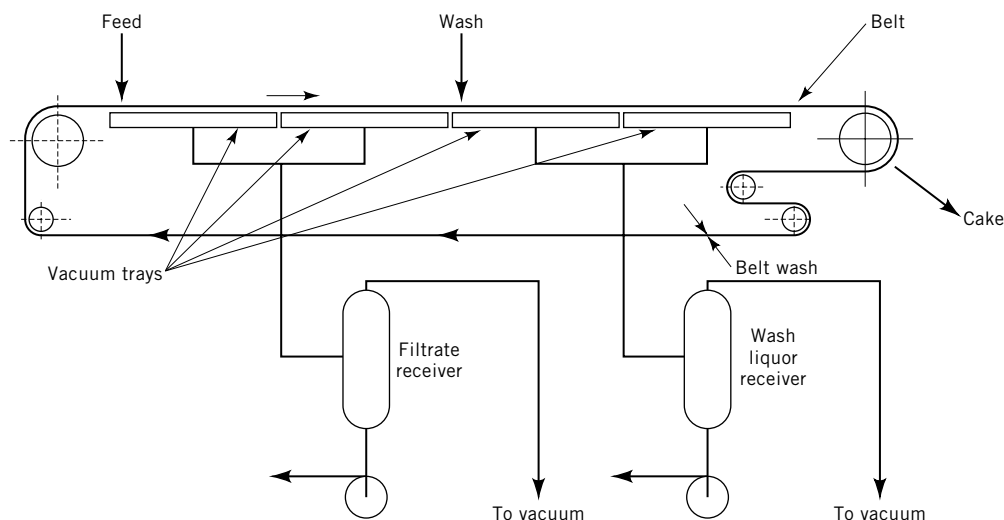 Feed
Wash
Belt
Cake
Vacuum trays
Belt wash
Filtrate
receiver
Wash
liquor
receiver
To vacuum
To vacuum